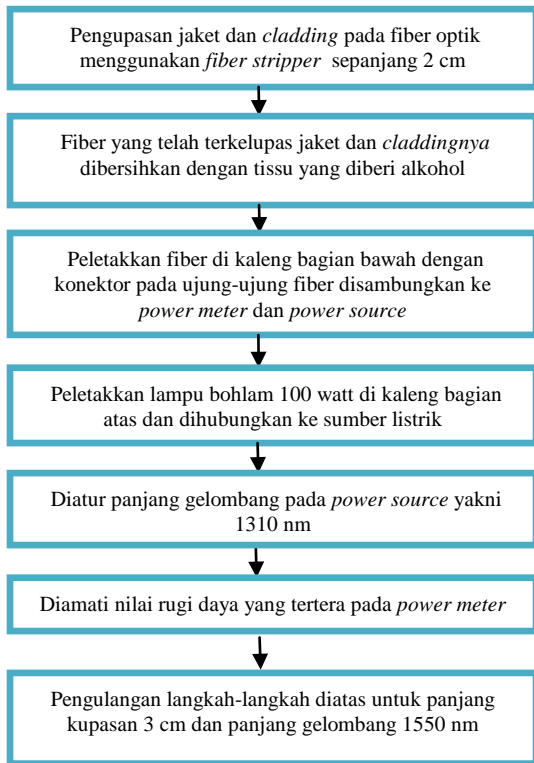 Pengupasan jaket dan cladding pada fiber optik
menggunakan fiber stripper sepanjang 2 cm
Fiber yang telah terkelupas jaket dan claddingnya
dibersihkan dengan tissu yang diberi alkohol
Peletakkan fiber di kaleng bagian bawah dengan
konektor pada ujung-ujung fiber disambungkan ke
power meter dan power source
Peletakkan lampu bohlam 100 watt di kaleng bagian
atas dan dihubungkan ke sumber listrik
Diatur panjang gelombang pada power source yakni
1310 nm
Diamati nilai rugi daya yang tertera pada power meter
Pengulangan langkah-langkah diatas untuk panjang
kupasan 3 cm dan panjang gelombang 1550 nm